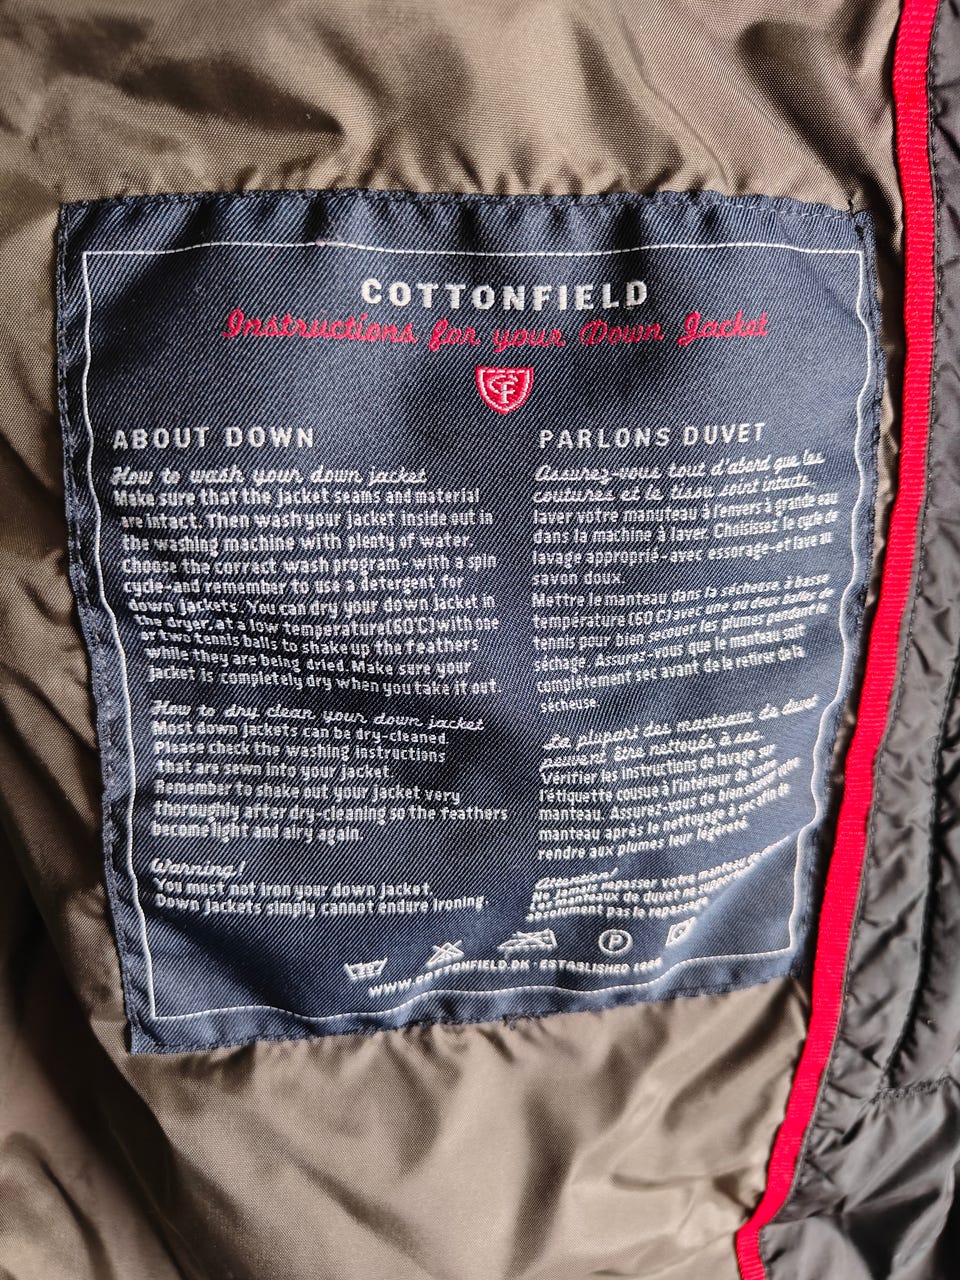 COTTONFIELD
Instructions for your Down Jacket
CF
ABOUT DOWN
How to wash your down jacket
Make sure that the jacket seams and material
are intact. Then wash your jacket inside out in
the washing machine with plenty of water.
Choose the correct wash program - with a spin
cycle-and remember to use a detergent for
down jackets. You can dry your down jacket in
the dryer, at a low temperature(60°C) with one
or two tennis balls to shake up the feathers
while they are being dried. Make sure your
jacket is completely dry when you take it out.
How to dry clean your down jacket
Most down jackets can be dry-cleaned.
Please check the washing instructions
that are sewn into your jacket.
Remember to shake out your jacket very
thoroughly after dry-cleaning so the feathers
become light and airy again.
Warning!
You must not iron your down jacket.
Down jackets simply cannot endure ironing.
PARLONS DUVET
Assurez-vous tout d'abord que les
coutures et le tissu soint intacts,
laver votre manuteau à l'envers à grande eau
dans la machine à laver. Choisissez le cycle de
lavage approprié-avec essorage-et lave au
savon doux.
Mettre le manteau dans la sécheuse, à basse
température (60°C) avec une ou deux balles de
tennis pour bien secouer les plumes pendant le
séchage. Assurez-vous que le manteau soit
complètement sec avant de le retirer de la
sécheuse.
La plupart des manteaux de duvet
peuvent être nettoyés à sec.
Vérifier les instructions de lavage sur
l'étiquette cousue à l'intérieur de votre
manteau. Assurez-vous de bien secouer votre
manteau après le nettoyage à sec afin de
rendre aux plumes leur légéreté.
Attention!
Ne jamais repasser votre manteau
Les manteaux de duvet ne
absolument pas le repassage
P
WWW.COTTONFIELD.DK · ESTABLISHED